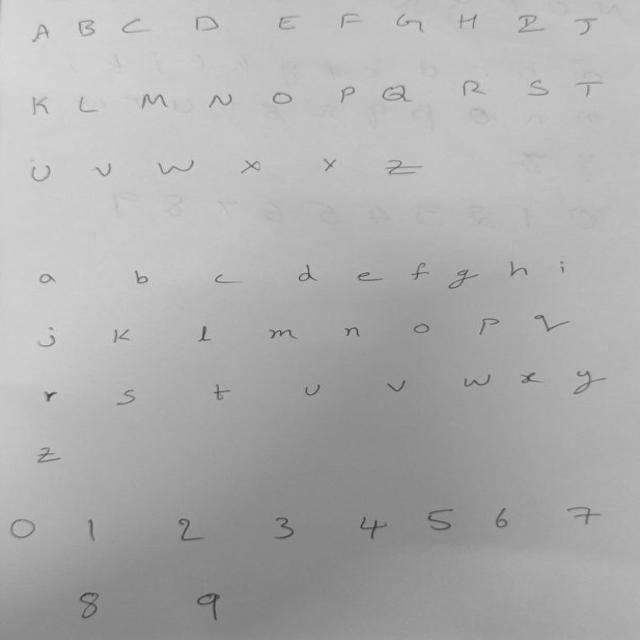 A B C D E F G H I J
K L M N O P Q R S T
U V W X Y Z
a b c d e f g h i
j k l m n o p q
r s t u v w x y
z
0 1 2 3 4 5 6 7
8 9